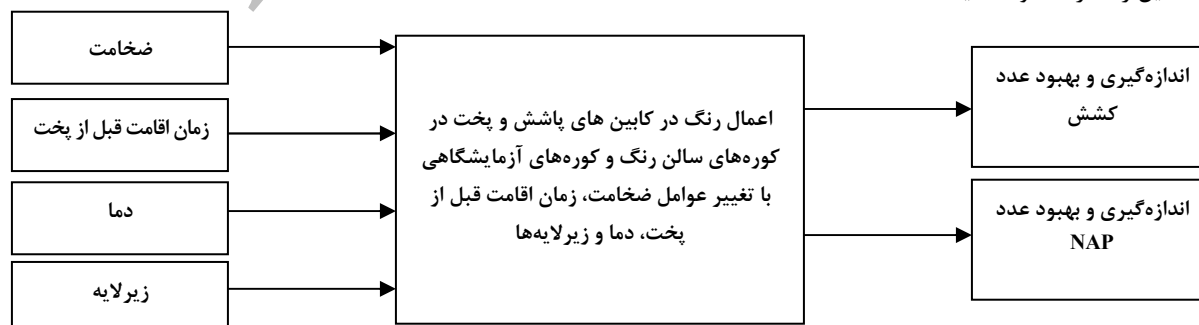 ضخامت
زمان اقامت قبل از پخت
دما
زیرلایه
اعمال رنگ در کابین های پاشش و پخت در
کوره‌های سالن رنگ و کوره‌های آزمایشگاهی
با تغییر عوامل ضخامت، زمان اقامت قبل از
پخت، دما و زیرلایه‌ها
اندازه‌گیری و بهبود عدد
کشش
اندازه‌گیری و بهبود عدد
NAP